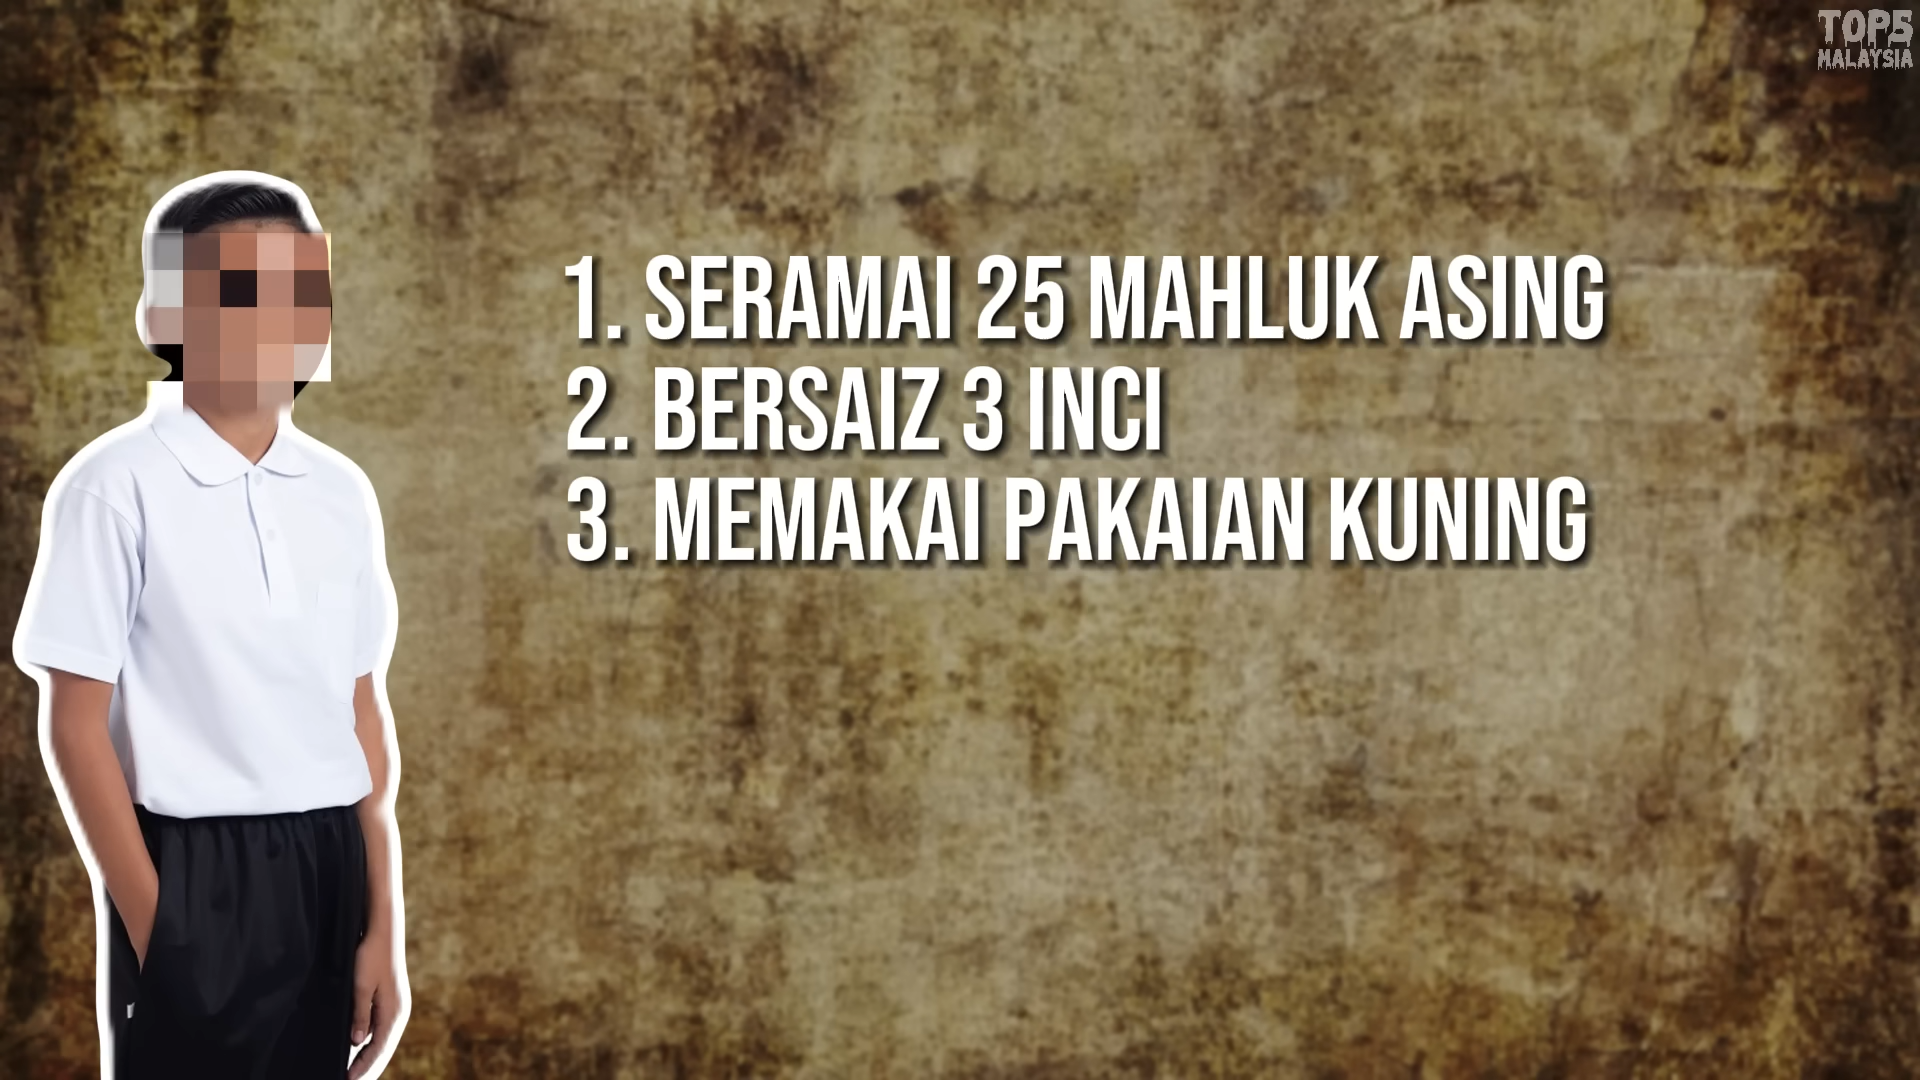 TOP5
MALAYSIA
1. SERAMAI 25 MAHLUK ASING
2. BERSAIZ 3 INCI
3. MEMAKAI PAKAIAN KUNING